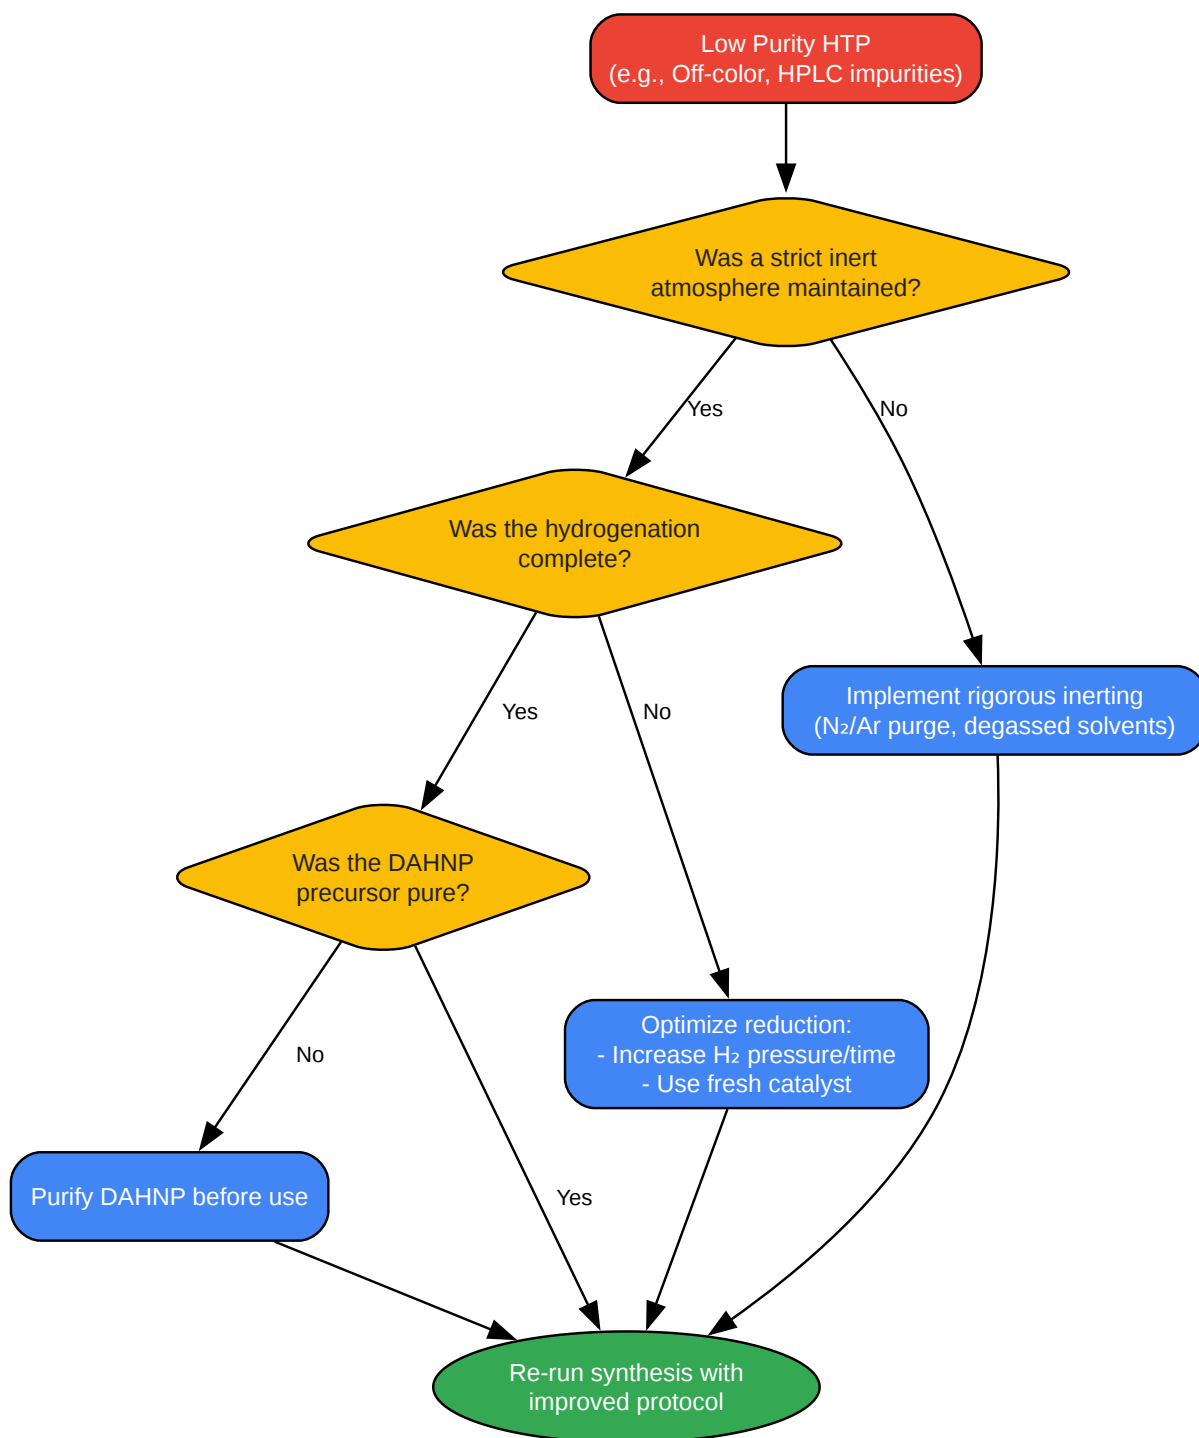 Low Purity HTP
(e.g., Off-color, HPLC impurities)
Was a strict inert
atmosphere maintained?
Yes
No
Was the hydrogenation
complete?
Yes
No
Implement rigorous inerting
(N₂/Ar purge, degassed solvents)
Was the DAHNP
precursor pure?
No
Yes
Optimize reduction:
- Increase H₂ pressure/time
- Use fresh catalyst
Purify DAHNP before use
Re-run synthesis with
improved protocol